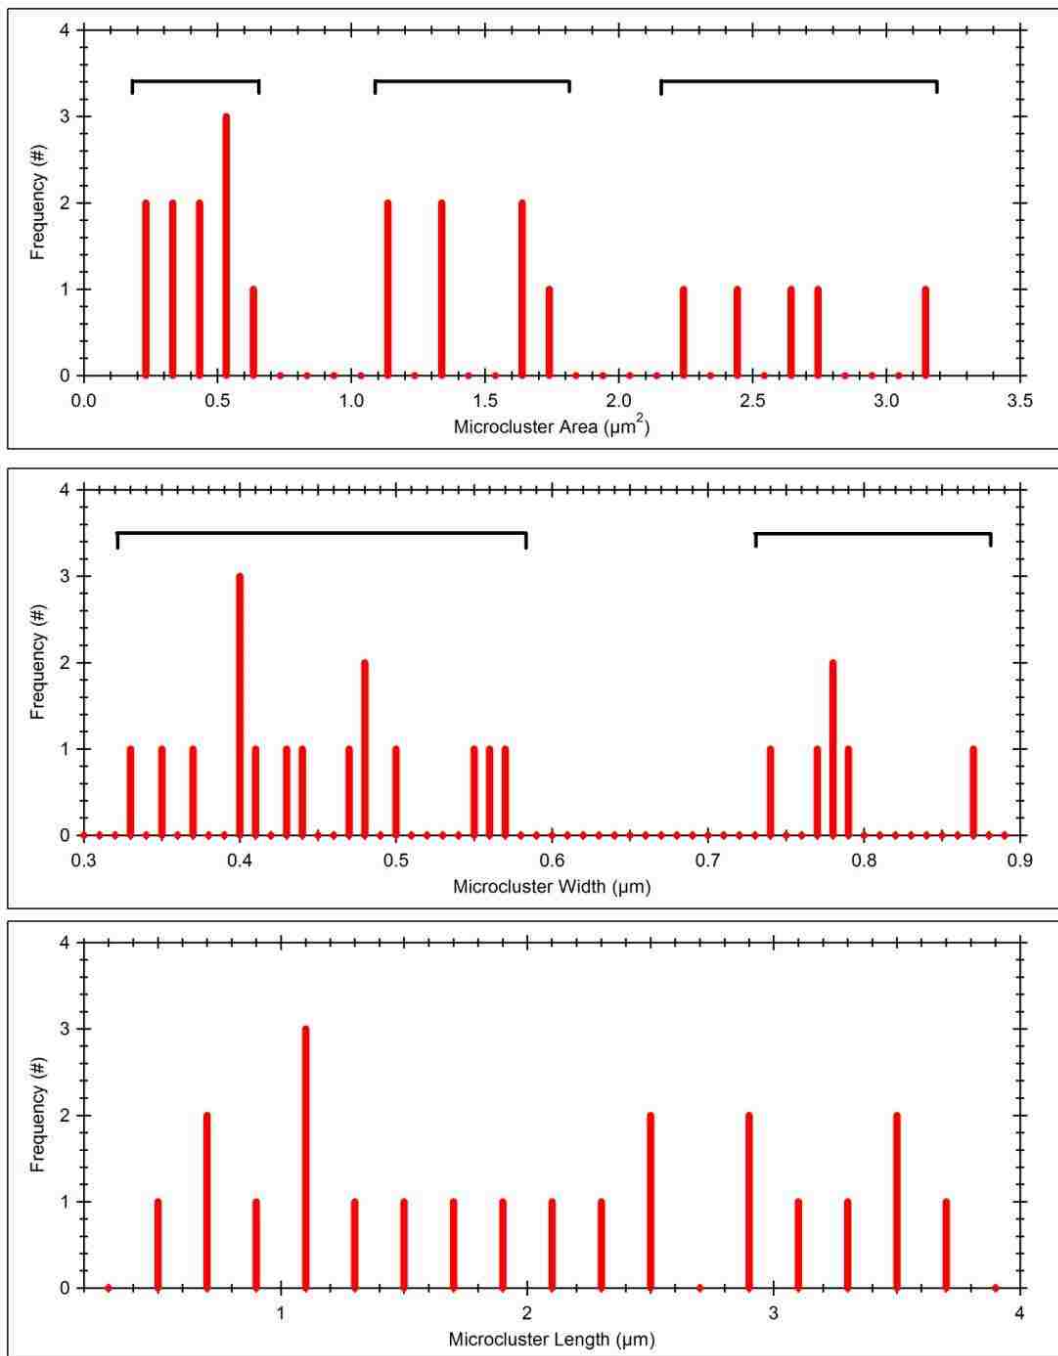 4
3
2
1
0
Frequency (#)
0.0 0.5 1.0 1.5 2.0 2.5 3.0 3.5
Microcluster Area (µm²)
4
3
2
1
0
Frequency (#)
0.3 0.4 0.5 0.6 0.7 0.8 0.9
Microcluster Width (µm)
4
3
2
1
0
Frequency (#)
1 2 3 4
Microcluster Length (µm)